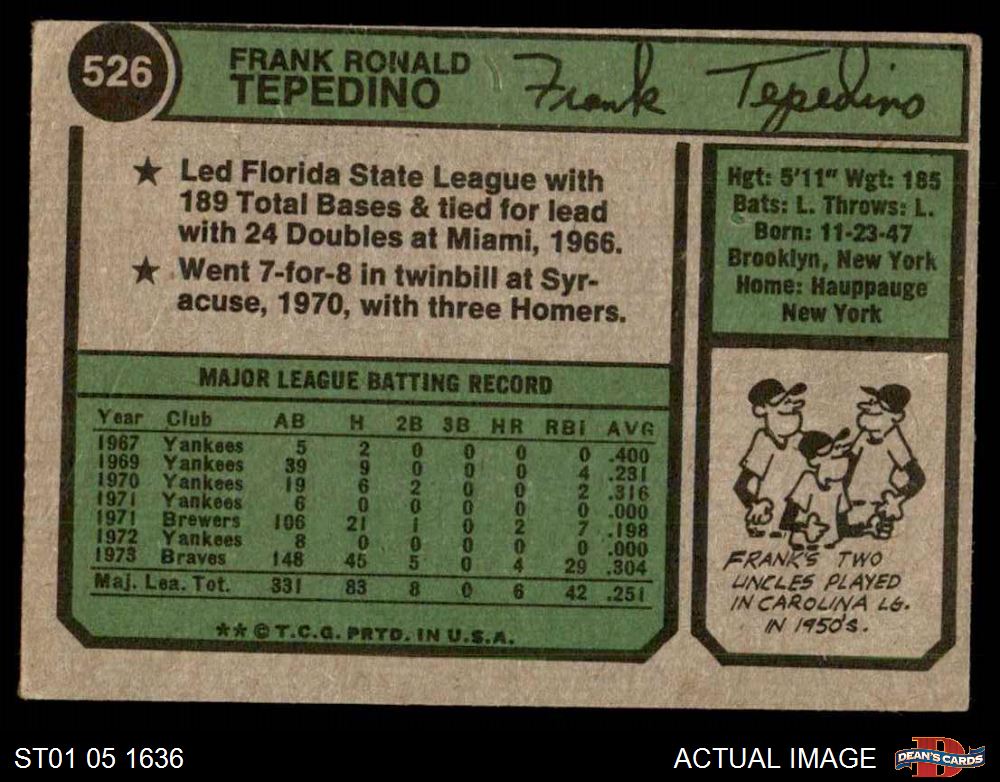 526
FRANK RONALD
TEPEDINO
Frank Tepedino
★ Led Florida State League with
189 Total Bases & tied for lead
with 24 Doubles at Miami, 1966.
★ Went 7-for-8 in twinbill at Syr-
acuse, 1970, with three Homers.
Hgt: 5'11" Wgt: 185
Bats: L. Throws: L.
Born: 11-23-47
Brooklyn, New York
Home: Hauppauge
New York
MAJOR LEAGUE BATTING RECORD
Year Club AB H 2B 3B HR RBI AVG
1967 Yankees 5 2 0 0 0 0 .400
1969 Yankees 39 9 0 0 0 4 .231
1970 Yankees 19 6 2 0 0 2 .316
1971 Yankees 6 0 0 0 0 0 .000
1971 Brewers 106 21 1 0 2 7 .198
1972 Yankees 8 0 0 0 0 0 .000
1973 Braves 148 45 5 0 4 29 .304
Maj. Lea. Tot. 331 83 8 0 6 42 .251
★★ © T.C.G. PRTD. IN U.S.A.
FRANK'S TWO
UNCLES PLAYED
IN CAROLINA LG.
IN 1950'S.
ST01 05 1636
ACTUAL IMAGE
D
DEAN'S CARDS